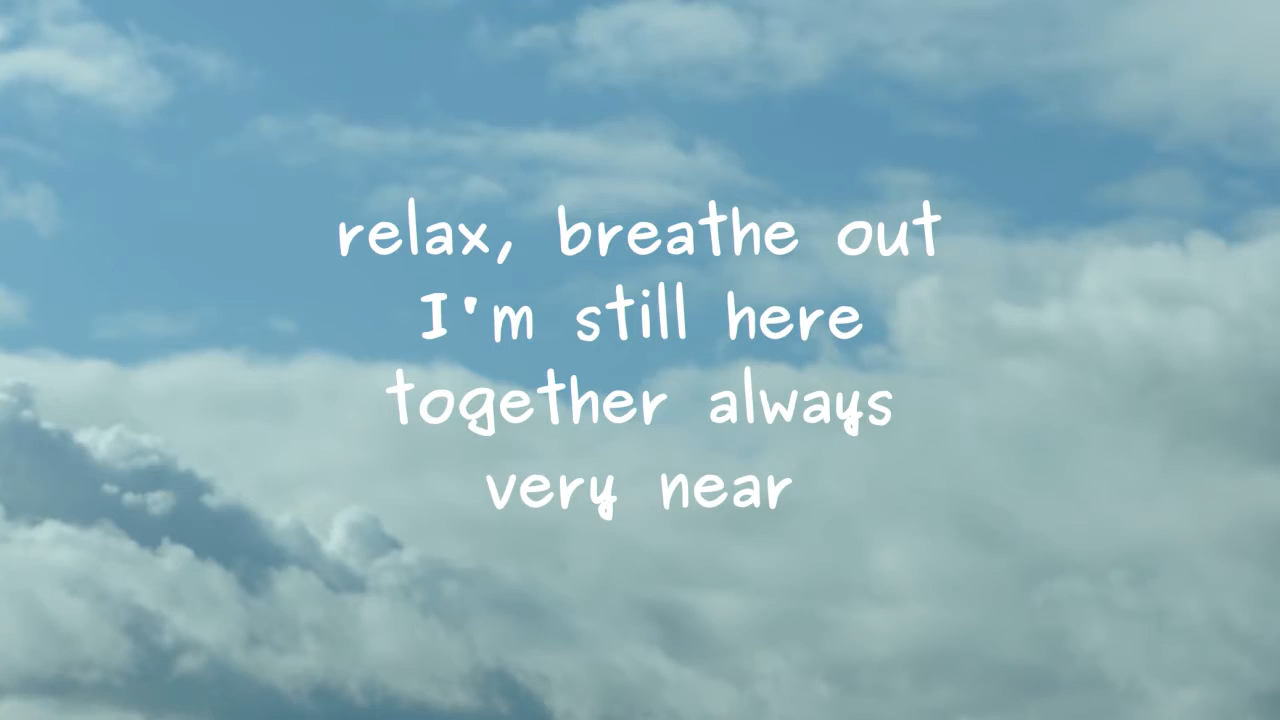 relax, breathe out
I'm still here
together always
very near